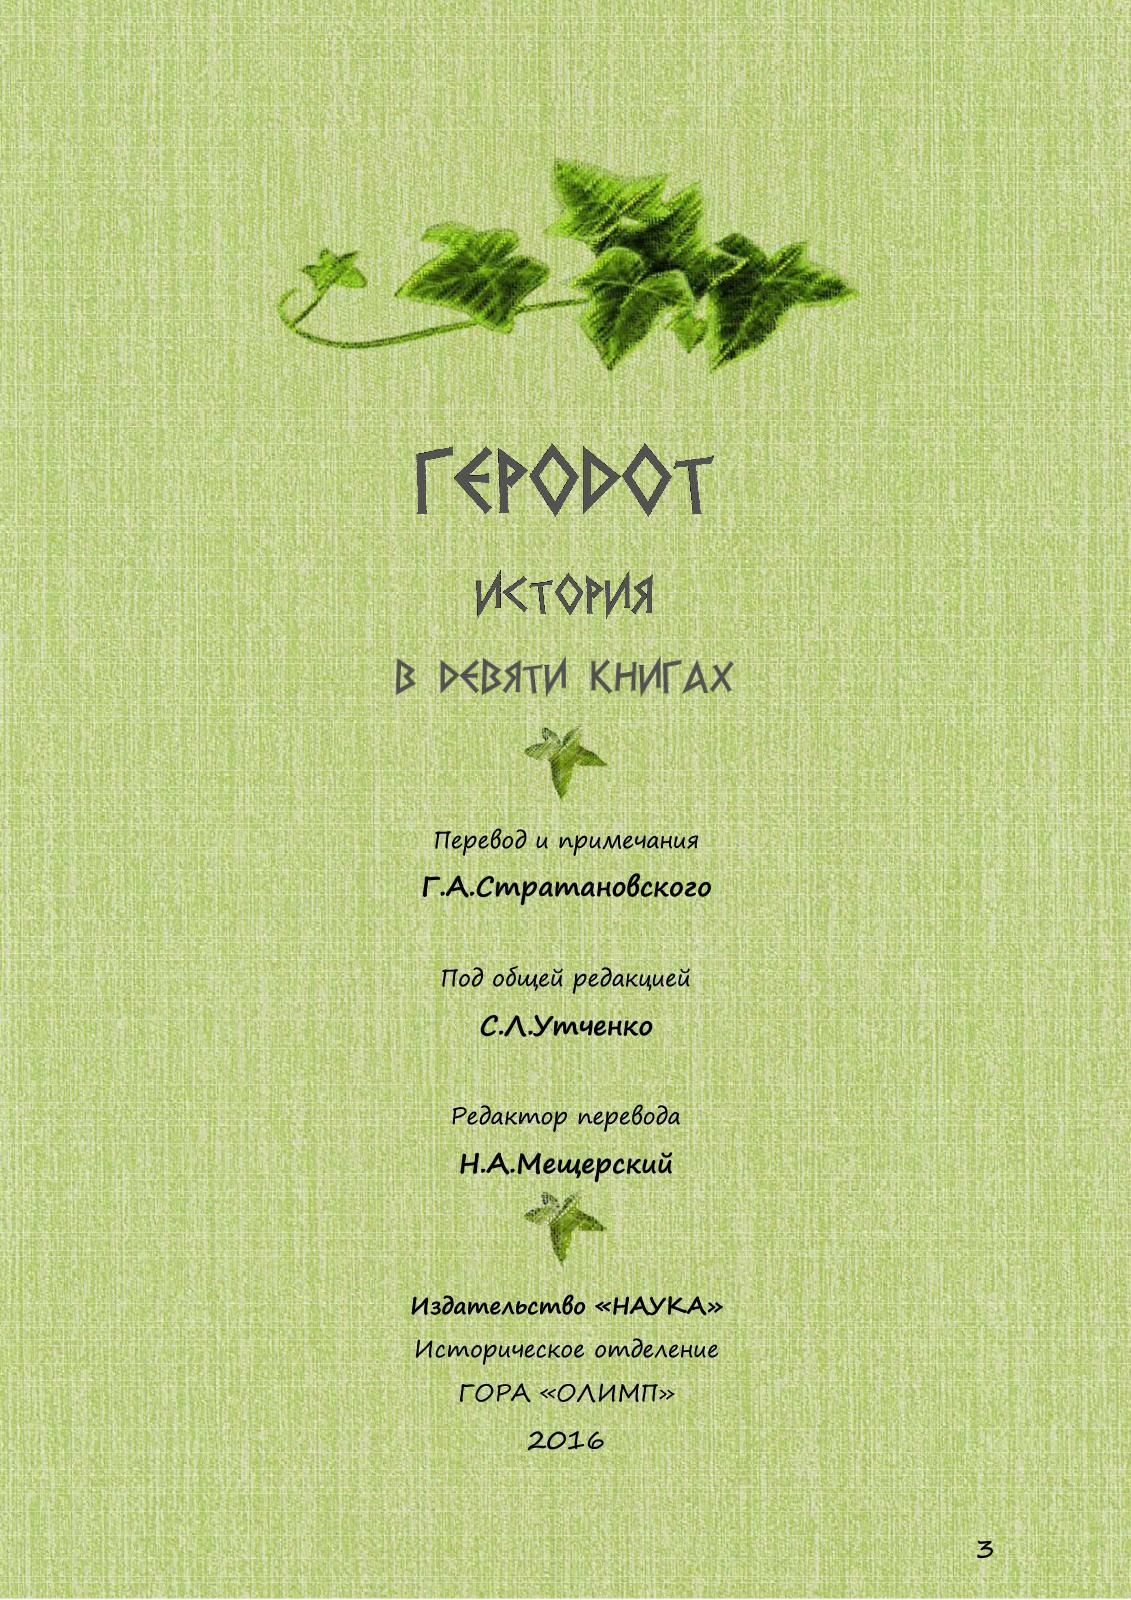 ГЕРОДОТ
ИСТОРИЯ
В ДЕВЯТИ КНИГАХ
Перевод и примечания
Г.А.Стратановского
Под общей редакцией
С.Л.Утченко
Редактор перевода
Н.А.Мещерский
Издательство «НАУКА»
Историческое отделение
ГОРА «ОЛИМП»
2016
3